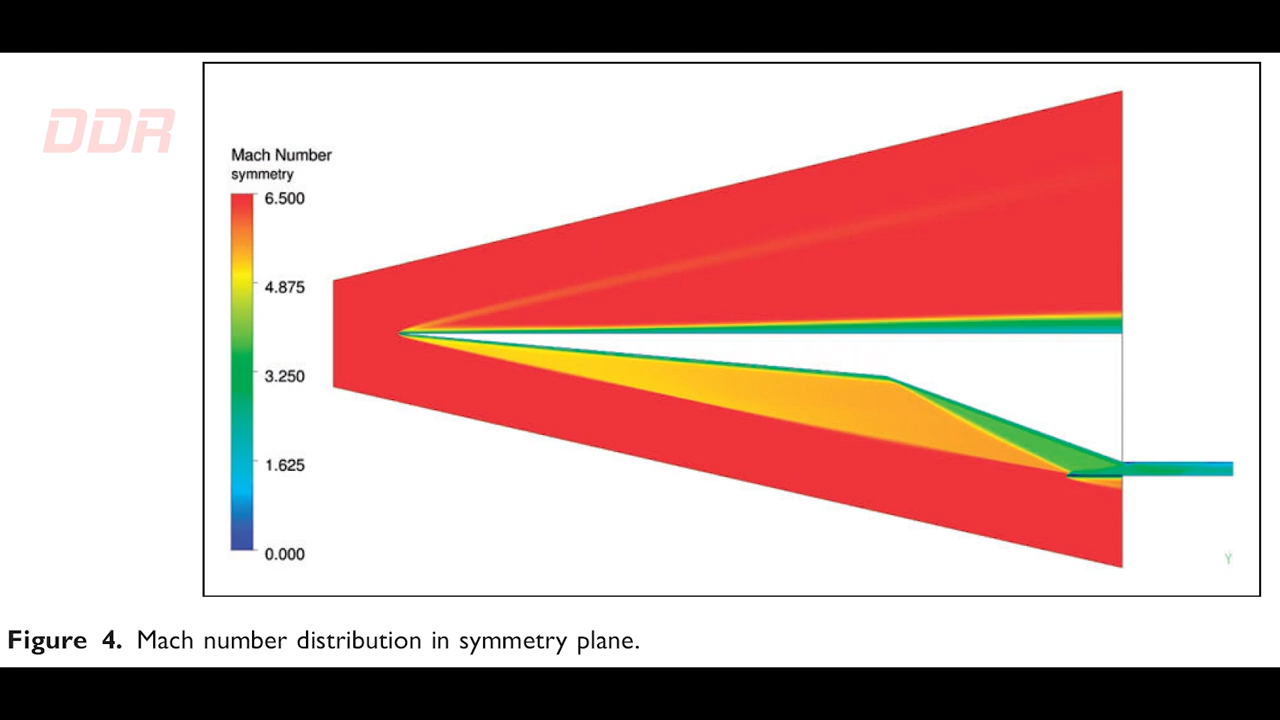 DDR
Mach Number
symmetry
6.500
4.875
3.250
1.625
0.000
Y
Figure 4. Mach number distribution in symmetry plane.